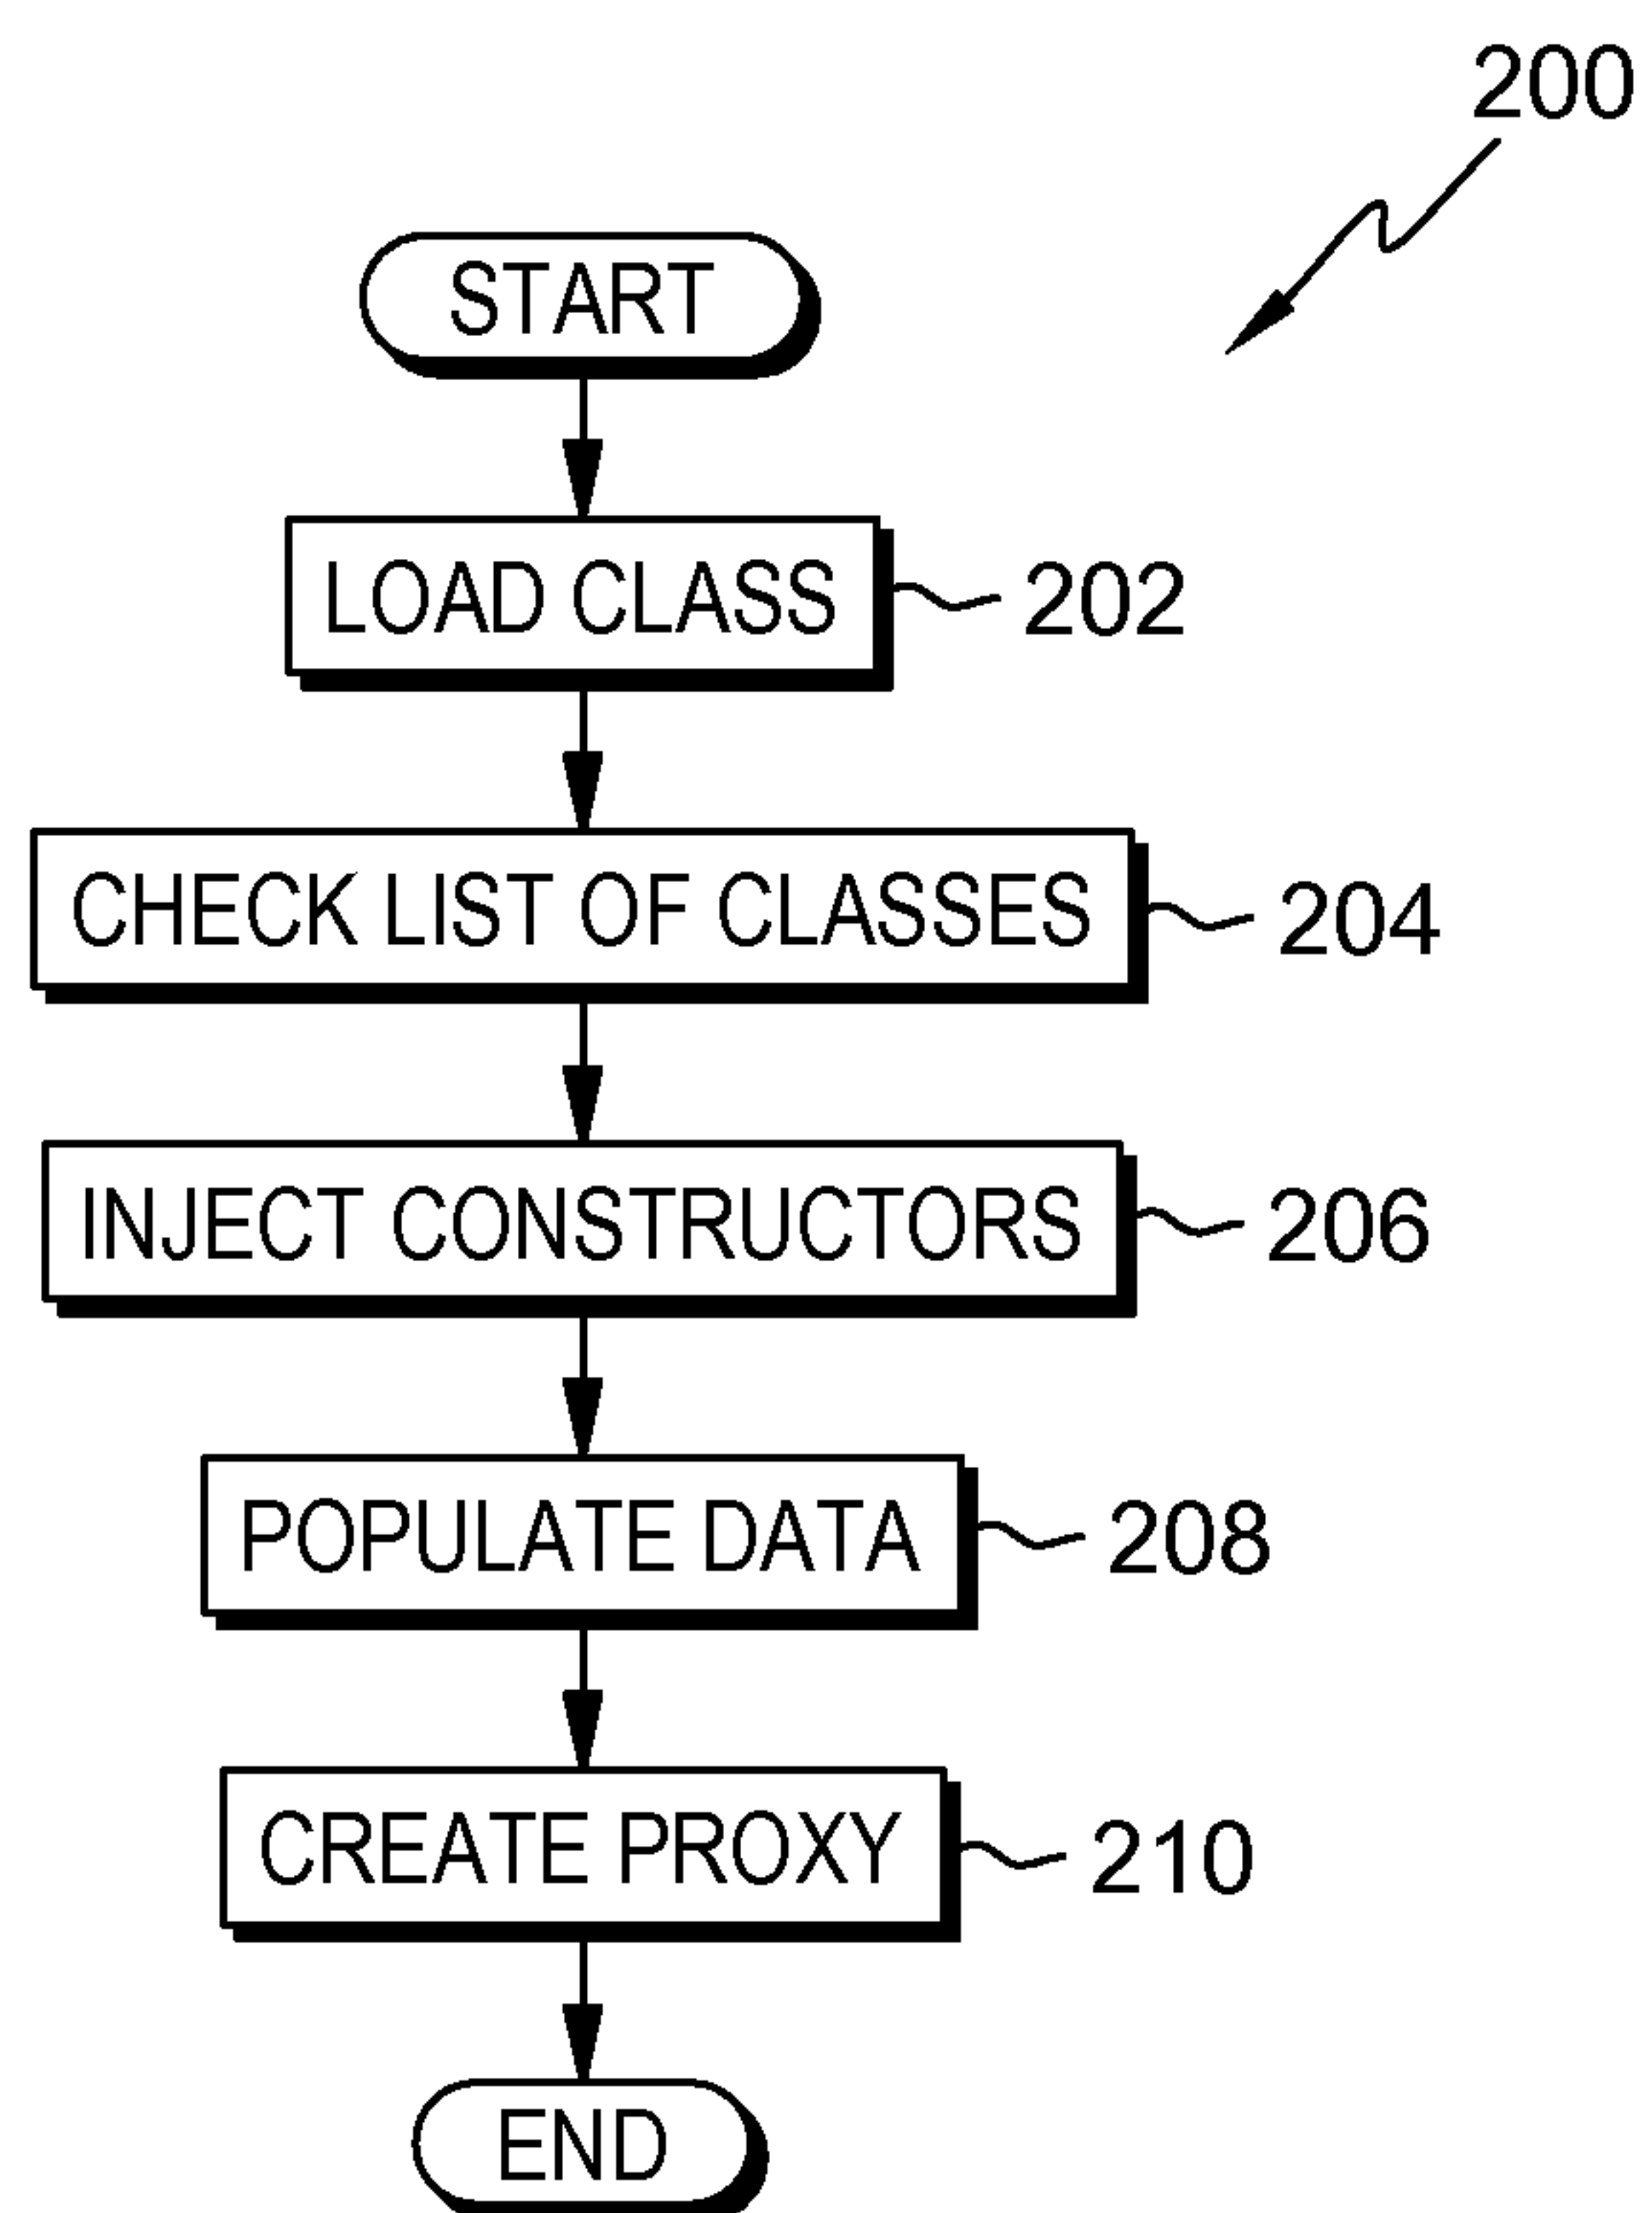 200
START
LOAD CLASS
202
CHECK LIST OF CLASSES
204
INJECT CONSTRUCTORS
206
POPULATE DATA
208
CREATE PROXY
210
END